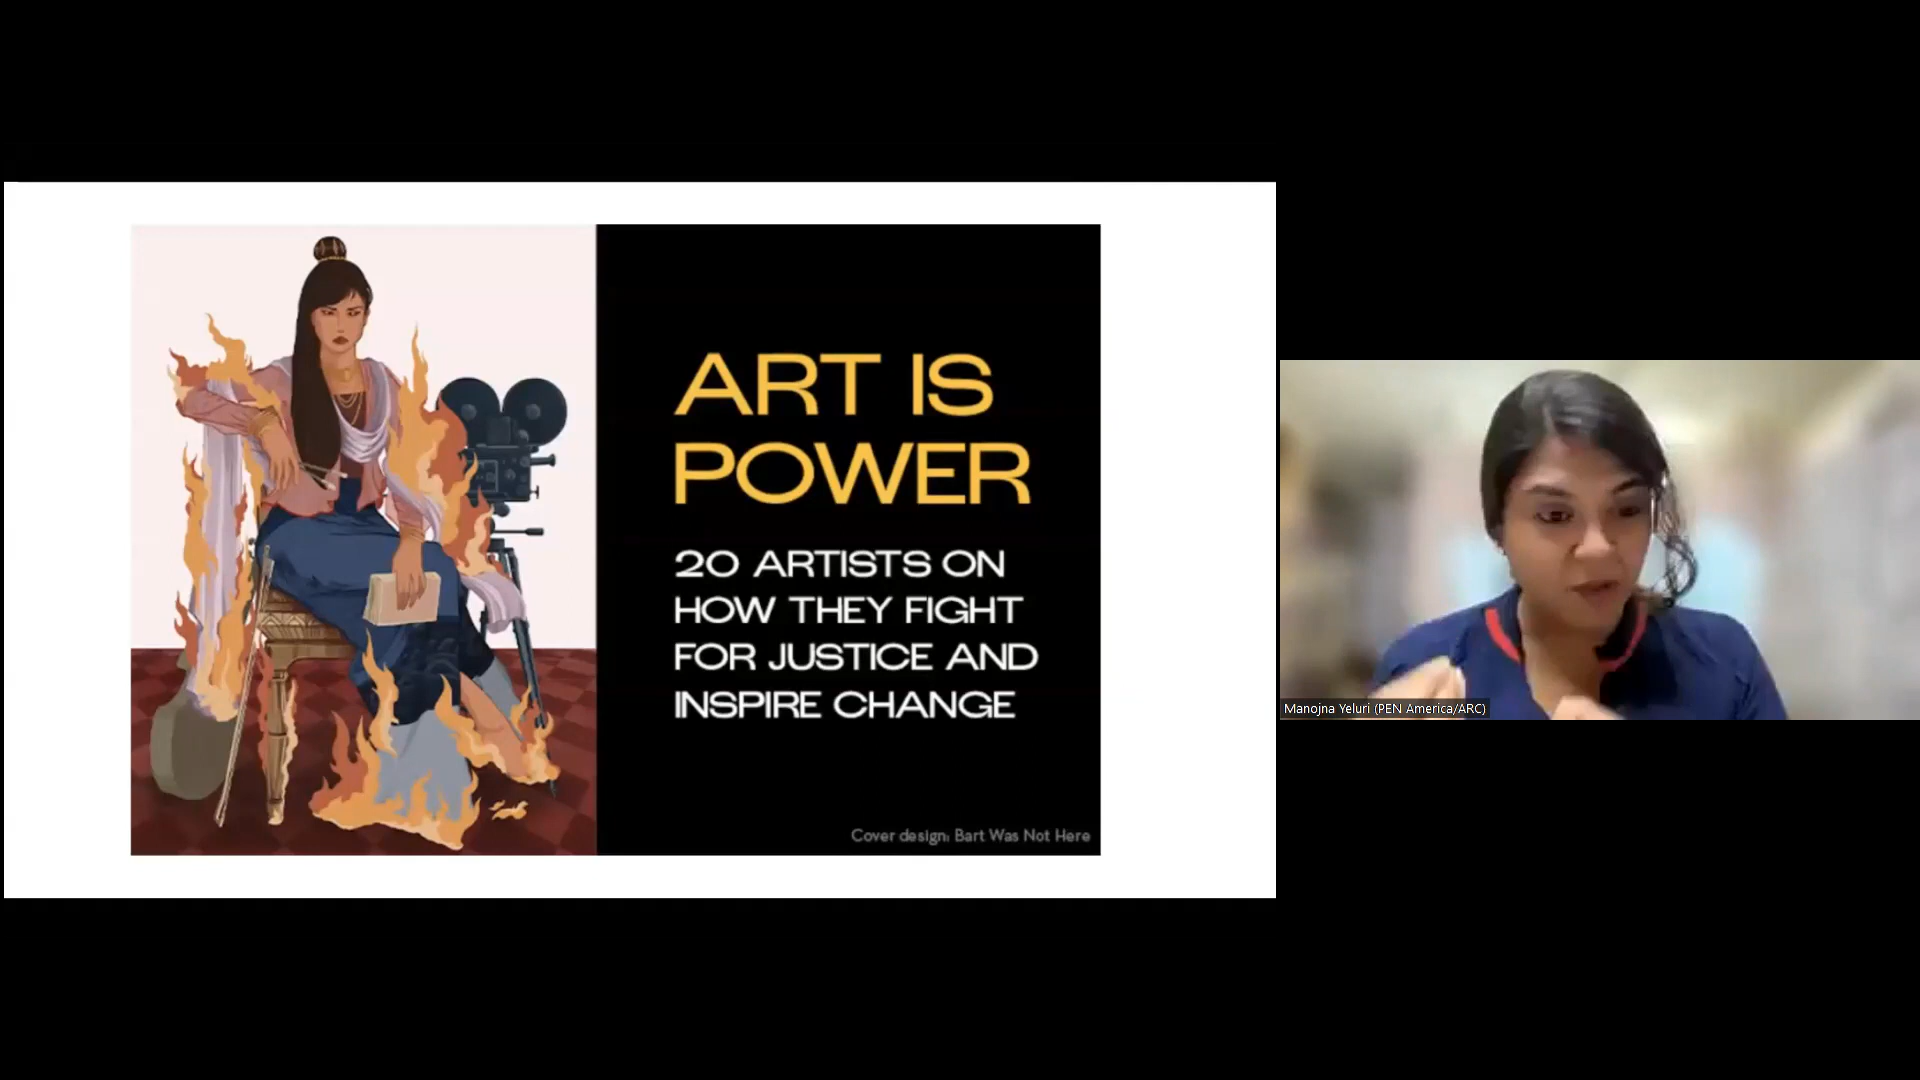 ART IS
POWER
20 ARTISTS ON
HOW THEY FIGHT
FOR JUSTICE AND
INSPIRE CHANGE
Cover design: Bart Was Not Here
Manojna Yeluri (PEN America/ARC)